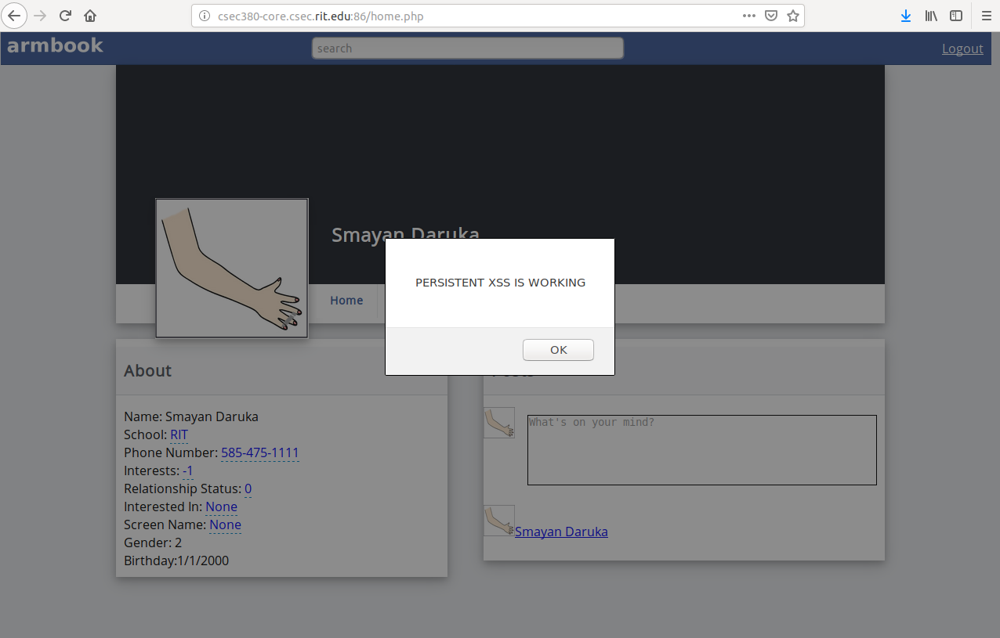 csec380-core.csec.rit.edu:86/home.php
armbook
search
Logout
Smayan Daruka
PERSISTENT XSS IS WORKING
Home
OK
About
Posts
Name: Smayan Daruka
School: RIT
Phone Number: 585-475-1111
Interests: -1
Relationship Status: 0
Interested In: None
Screen Name: None
Gender: 2
Birthday:1/1/2000
What's on your mind?
Smayan Daruka